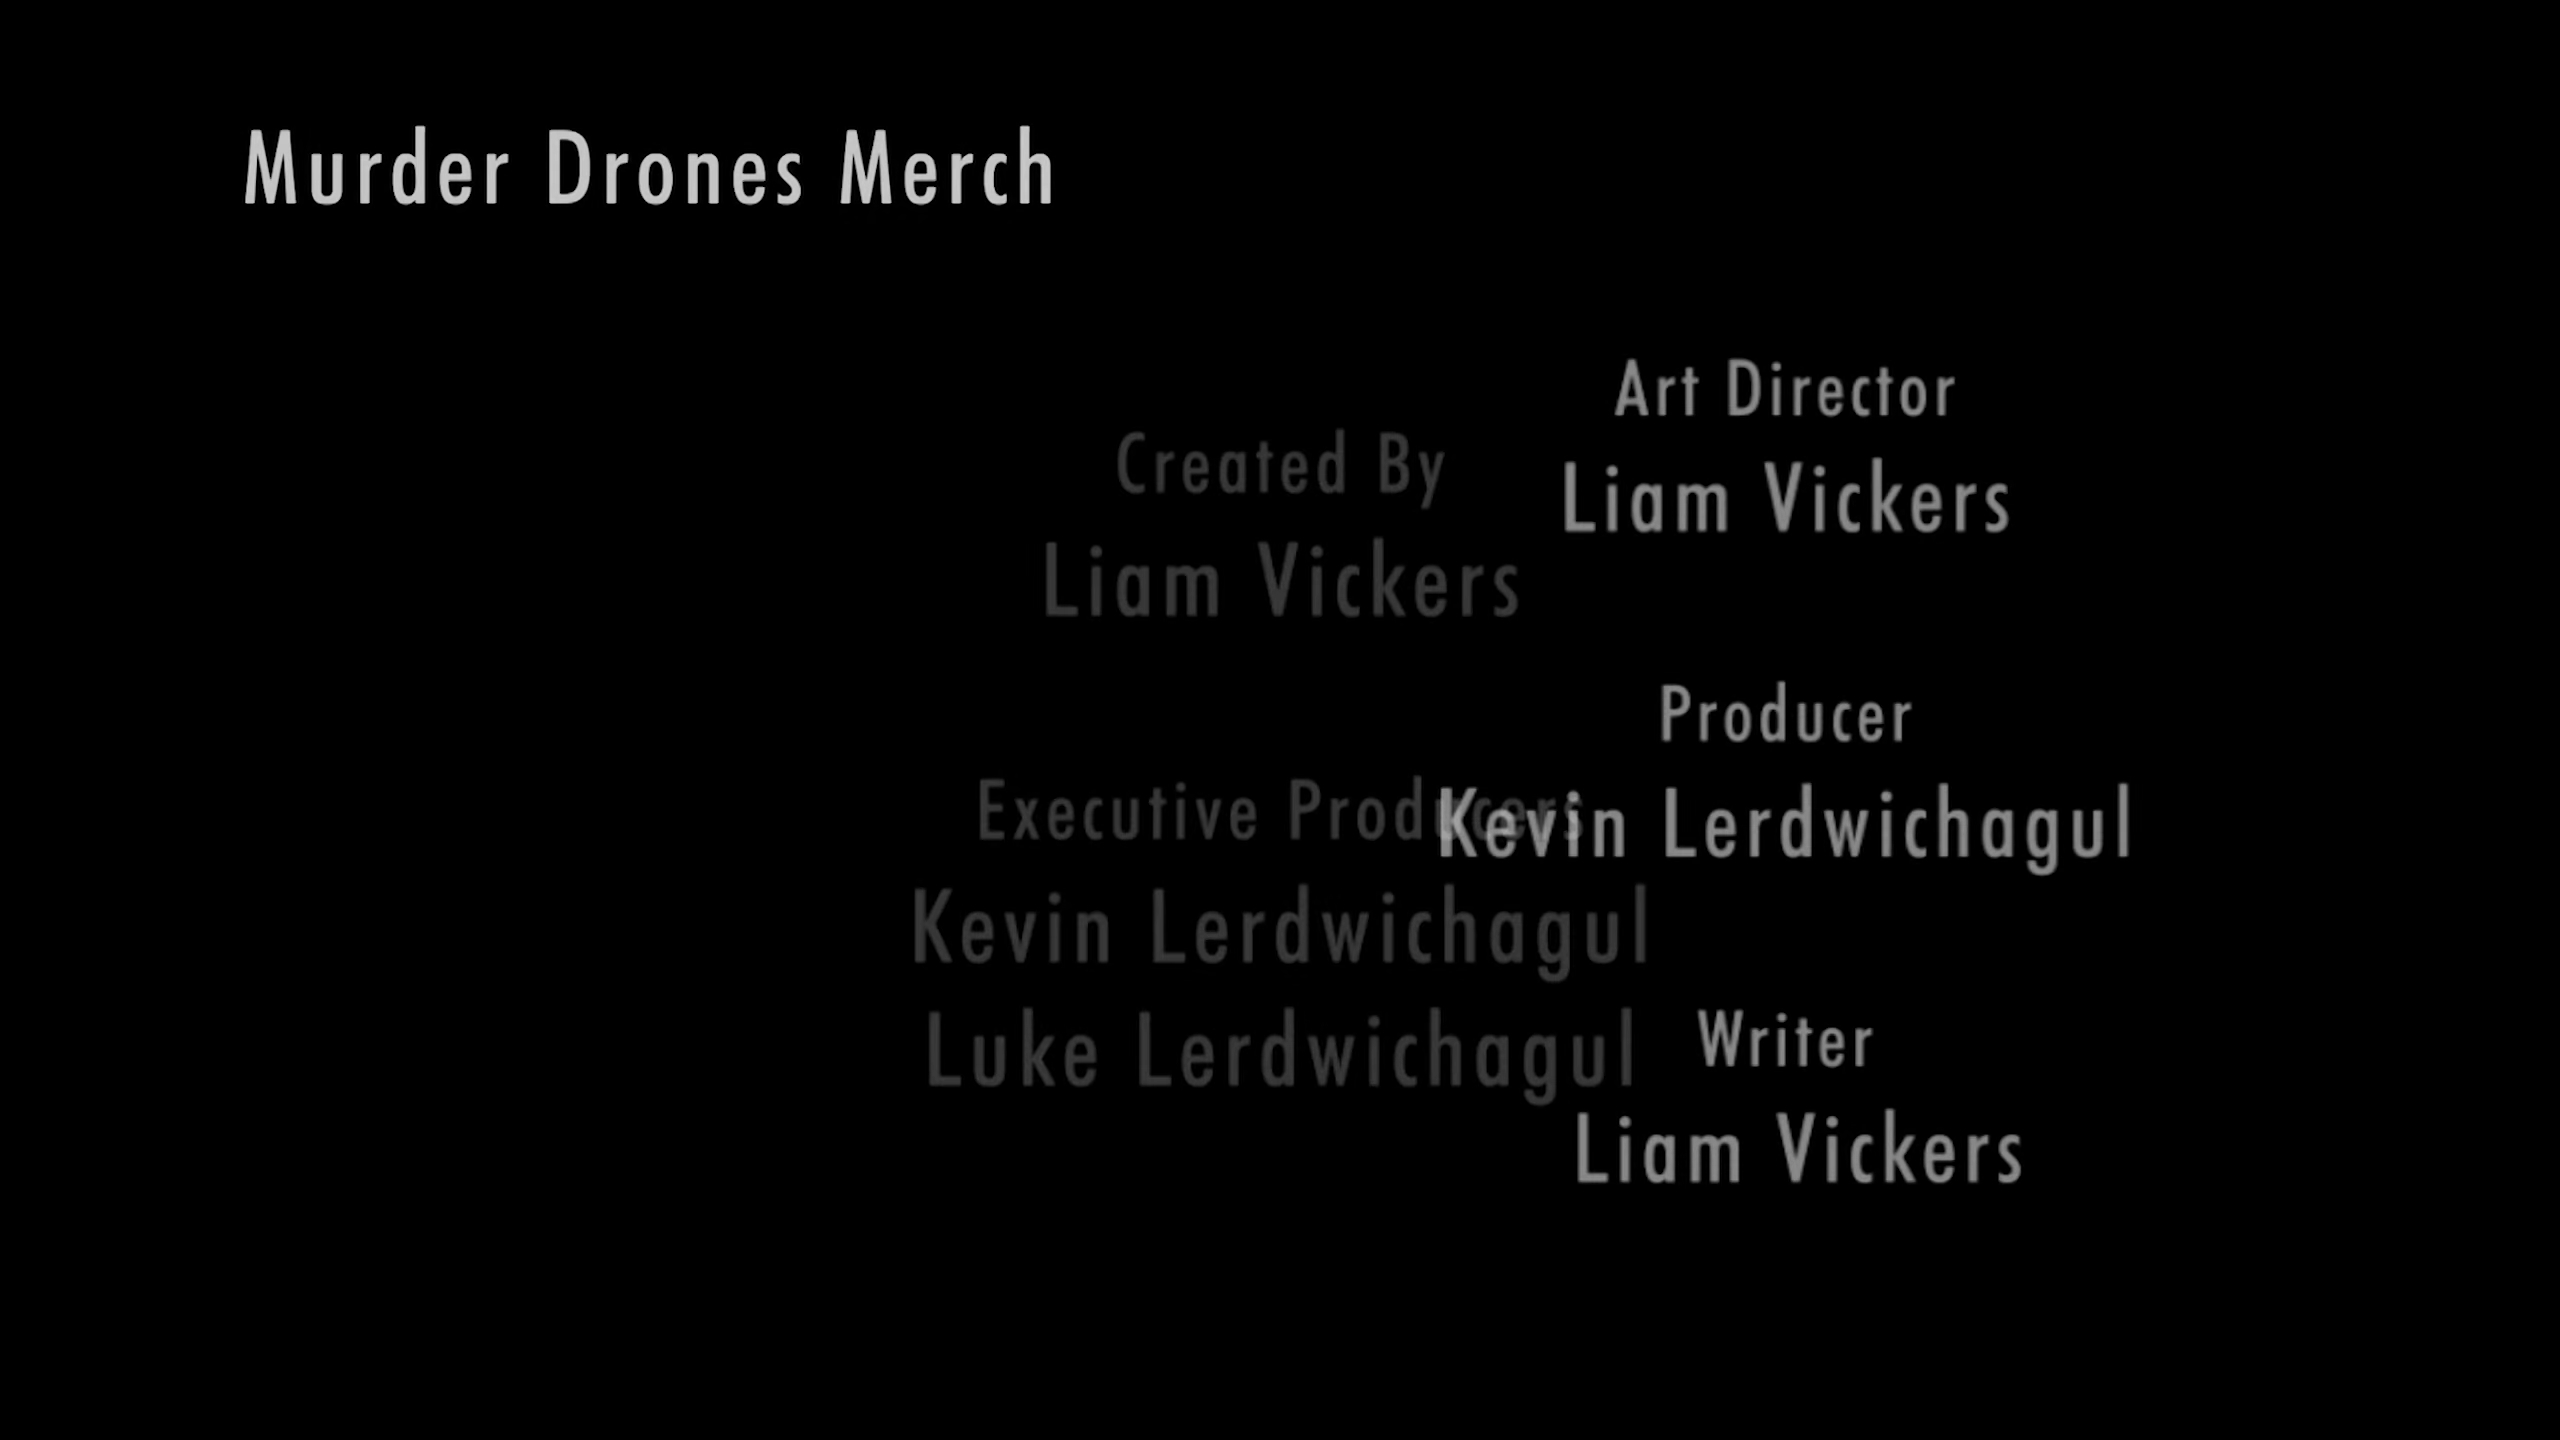 Murder Drones Merch
Created By
Liam Vickers
Executive Producers
Kevin Lerdwichagul
Luke Lerdwichagul
Art Director
Liam Vickers
Producer
Kevin Lerdwichagul
Writer
Liam Vickers